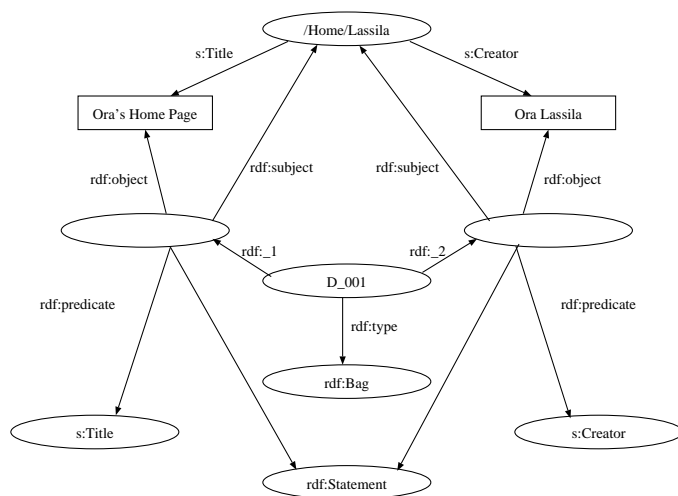 /Home/Lassila
s:Title
s:Creator
Ora's Home Page
Ora Lassila
rdf:object
rdf:subject
rdf:subject
rdf:object
rdf:_1
rdf:_2
D_001
rdf:predicate
rdf:type
rdf:predicate
rdf:Bag
s:Title
s:Creator
rdf:Statement